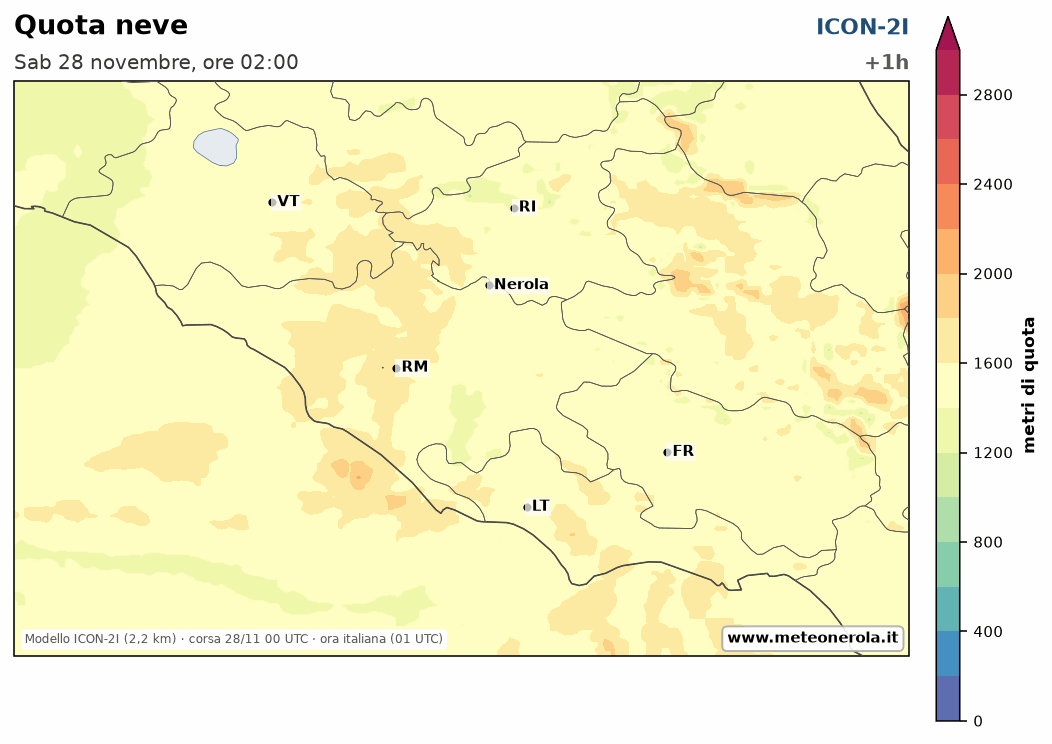 Quota neve
ICON-2I
Sab 28 novembre, ore 02:00
+1h
2800
2400
2000
1600
1200
800
400
0
metri di quota
VT
RI
Nerola
RM
FR
LT
Modello ICON-2I (2,2 km) · corsa 28/11 00 UTC · ora italiana (01 UTC)
www.meteonerola.it